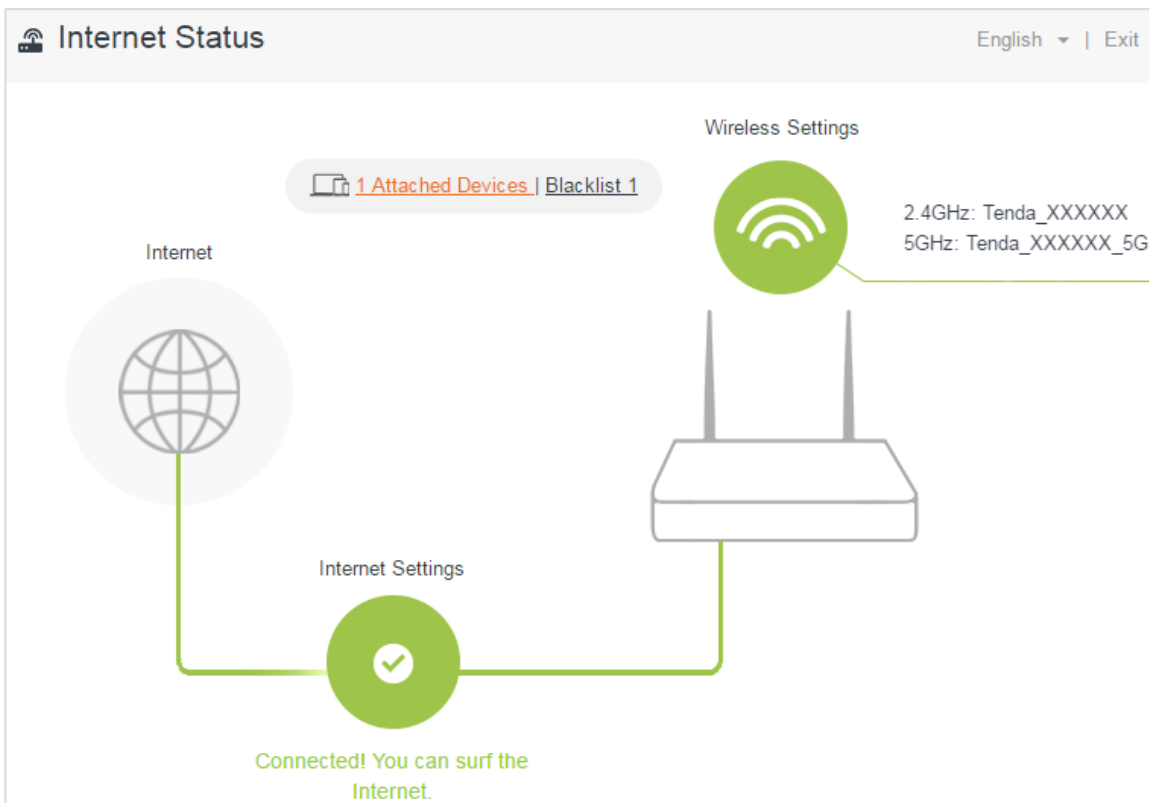 Internet Status
English | Exit
Wireless Settings
1 Attached Devices | Blacklist 1
2.4GHz: Tenda_XXXXXX
5GHz: Tenda_XXXXXX_5G
Internet
Internet Settings
Connected! You can surf the
Internet.